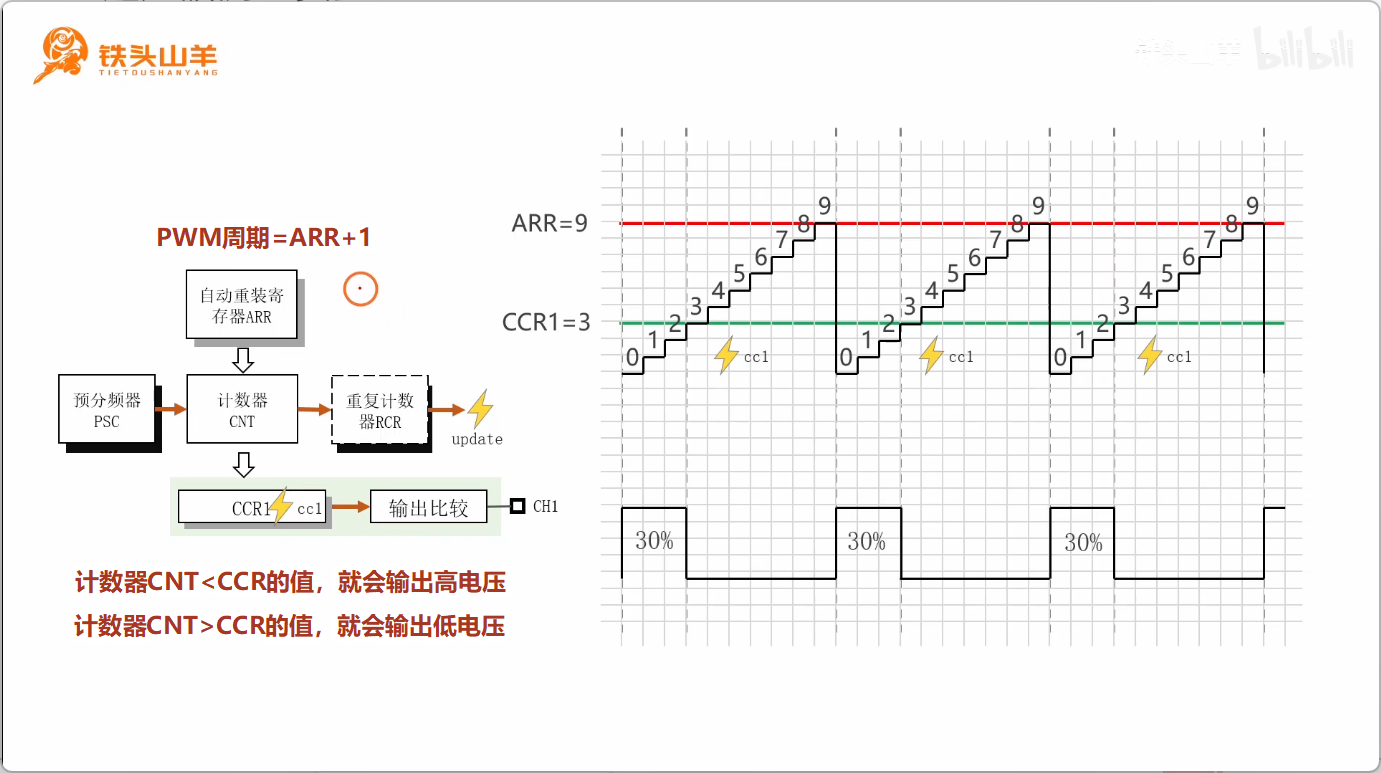 铁头山羊
TIETOUSHANYANG
bilibili
PWM周期=ARR+1
自动重装寄
存器ARR
预分频器
PSC
计数器
CNT
重复计数
器RCR
update
CCR1
cc1
输出比较
CH1
计数器CNT<CCR的值，就会输出高电压
计数器CNT>CCR的值，就会输出低电压
ARR=9
CCR1=3
0 1 2 3 4 5 6 7 8 9
0 1 2 3 4 5 6 7 8 9
0 1 2 3 4 5 6 7 8 9
cc1
cc1
cc1
30%
30%
30%